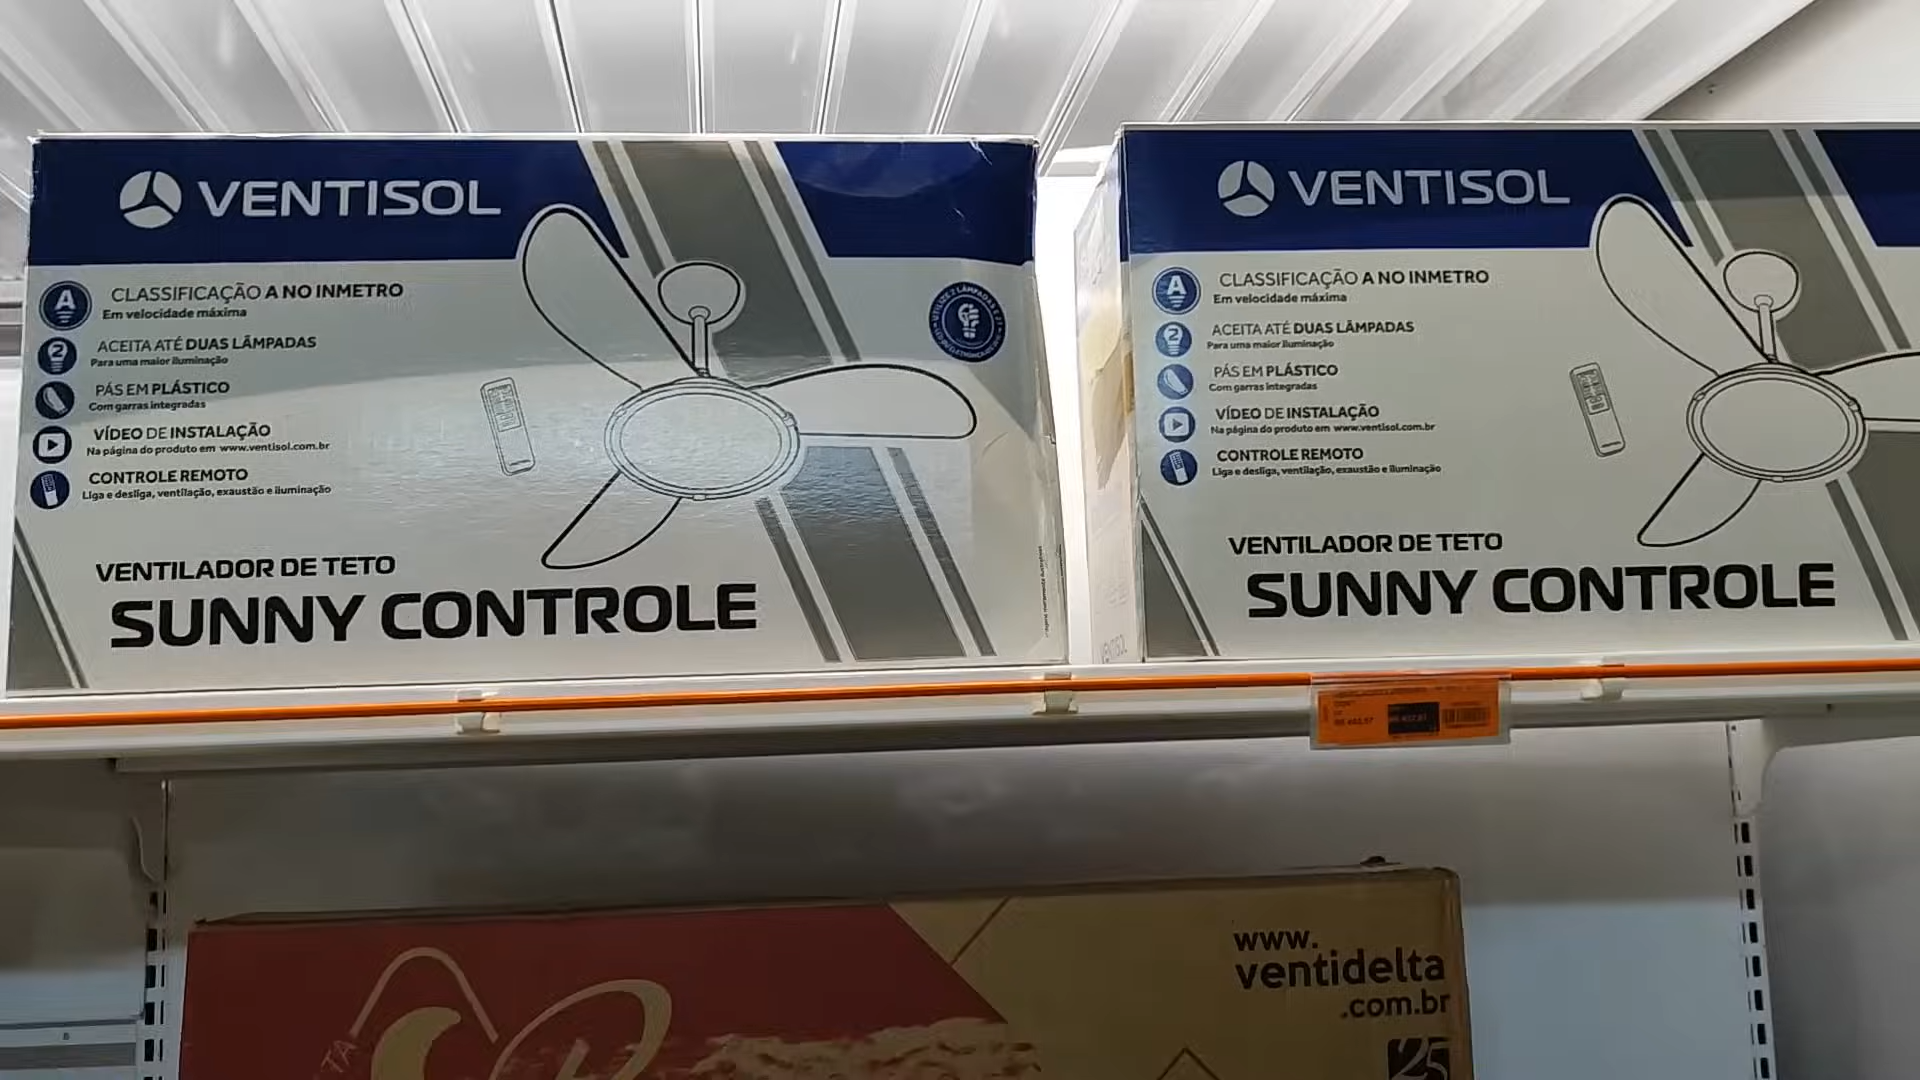 VENTISOL
A CLASSIFICAÇÃO A NO INMETRO
Em velocidade máxima
2 ACEITA ATÉ DUAS LÂMPADAS
Para uma maior iluminação
PÁS EM PLÁSTICO
Com garras integradas
VÍDEO DE INSTALAÇÃO
Na página do produto em www.ventisol.com.br
CONTROLE REMOTO
Liga e desliga, ventilação, exaustão e iluminação
VENTILADOR DE TETO
SUNNY CONTROLE
VENTISOL
A CLASSIFICAÇÃO A NO INMETRO
Em velocidade máxima
2 ACEITA ATÉ DUAS LÂMPADAS
Para uma maior iluminação
PÁS EM PLÁSTICO
Com garras integradas
VÍDEO DE INSTALAÇÃO
Na página do produto em www.ventisol.com.br
CONTROLE REMOTO
Liga e desliga, ventilação, exaustão e iluminação
VENTILADOR DE TETO
SUNNY CONTROLE
VENTISOL
www.
ventidelta
.com.br
25